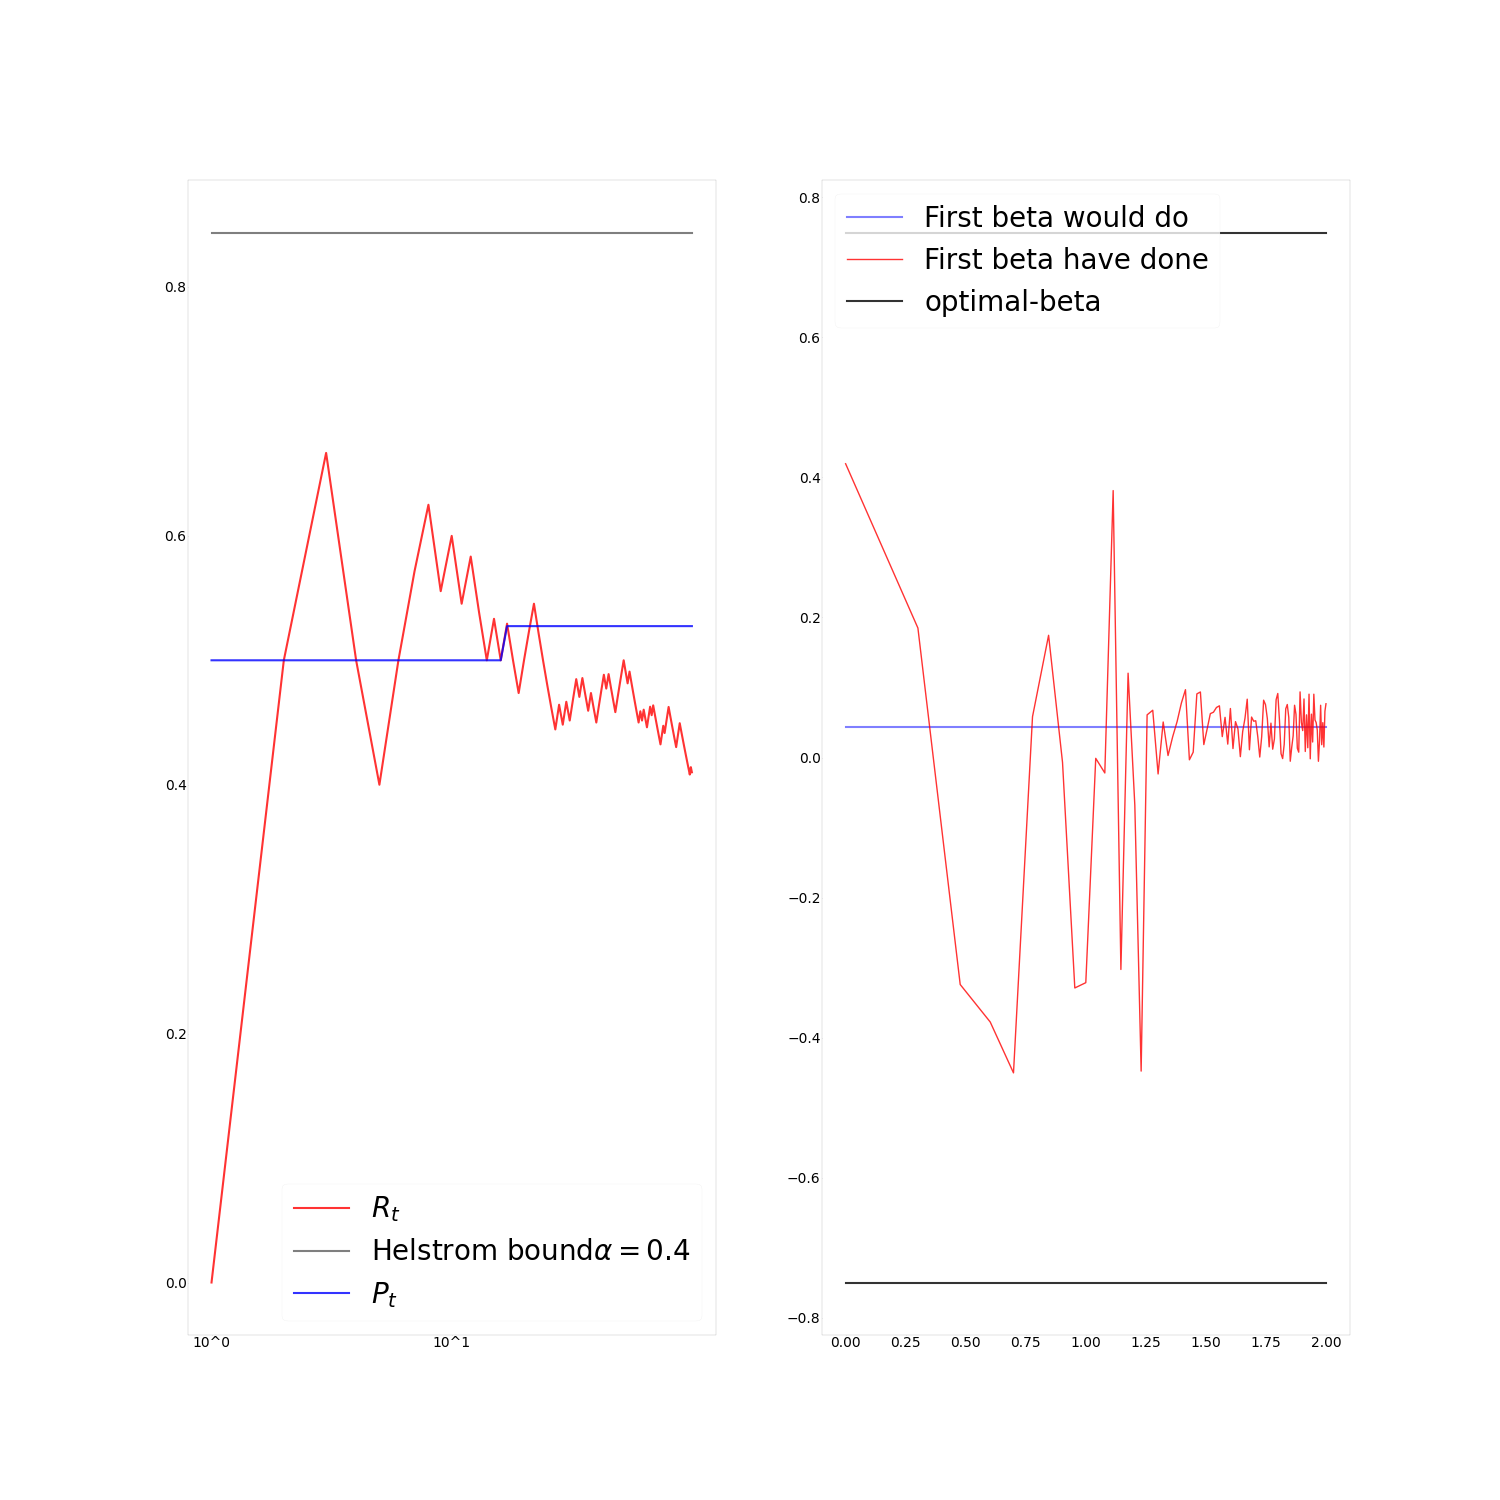 0.8
0.6
0.4
0.2
0.0
10^0
10^1
R_t
Helstrom boundα = 0.4
P_t
0.8
0.6
0.4
0.2
0.0
−0.2
−0.4
−0.6
−0.8
0.00 0.25 0.50 0.75 1.00 1.25 1.50 1.75 2.00
First beta would do
First beta have done
optimal-beta